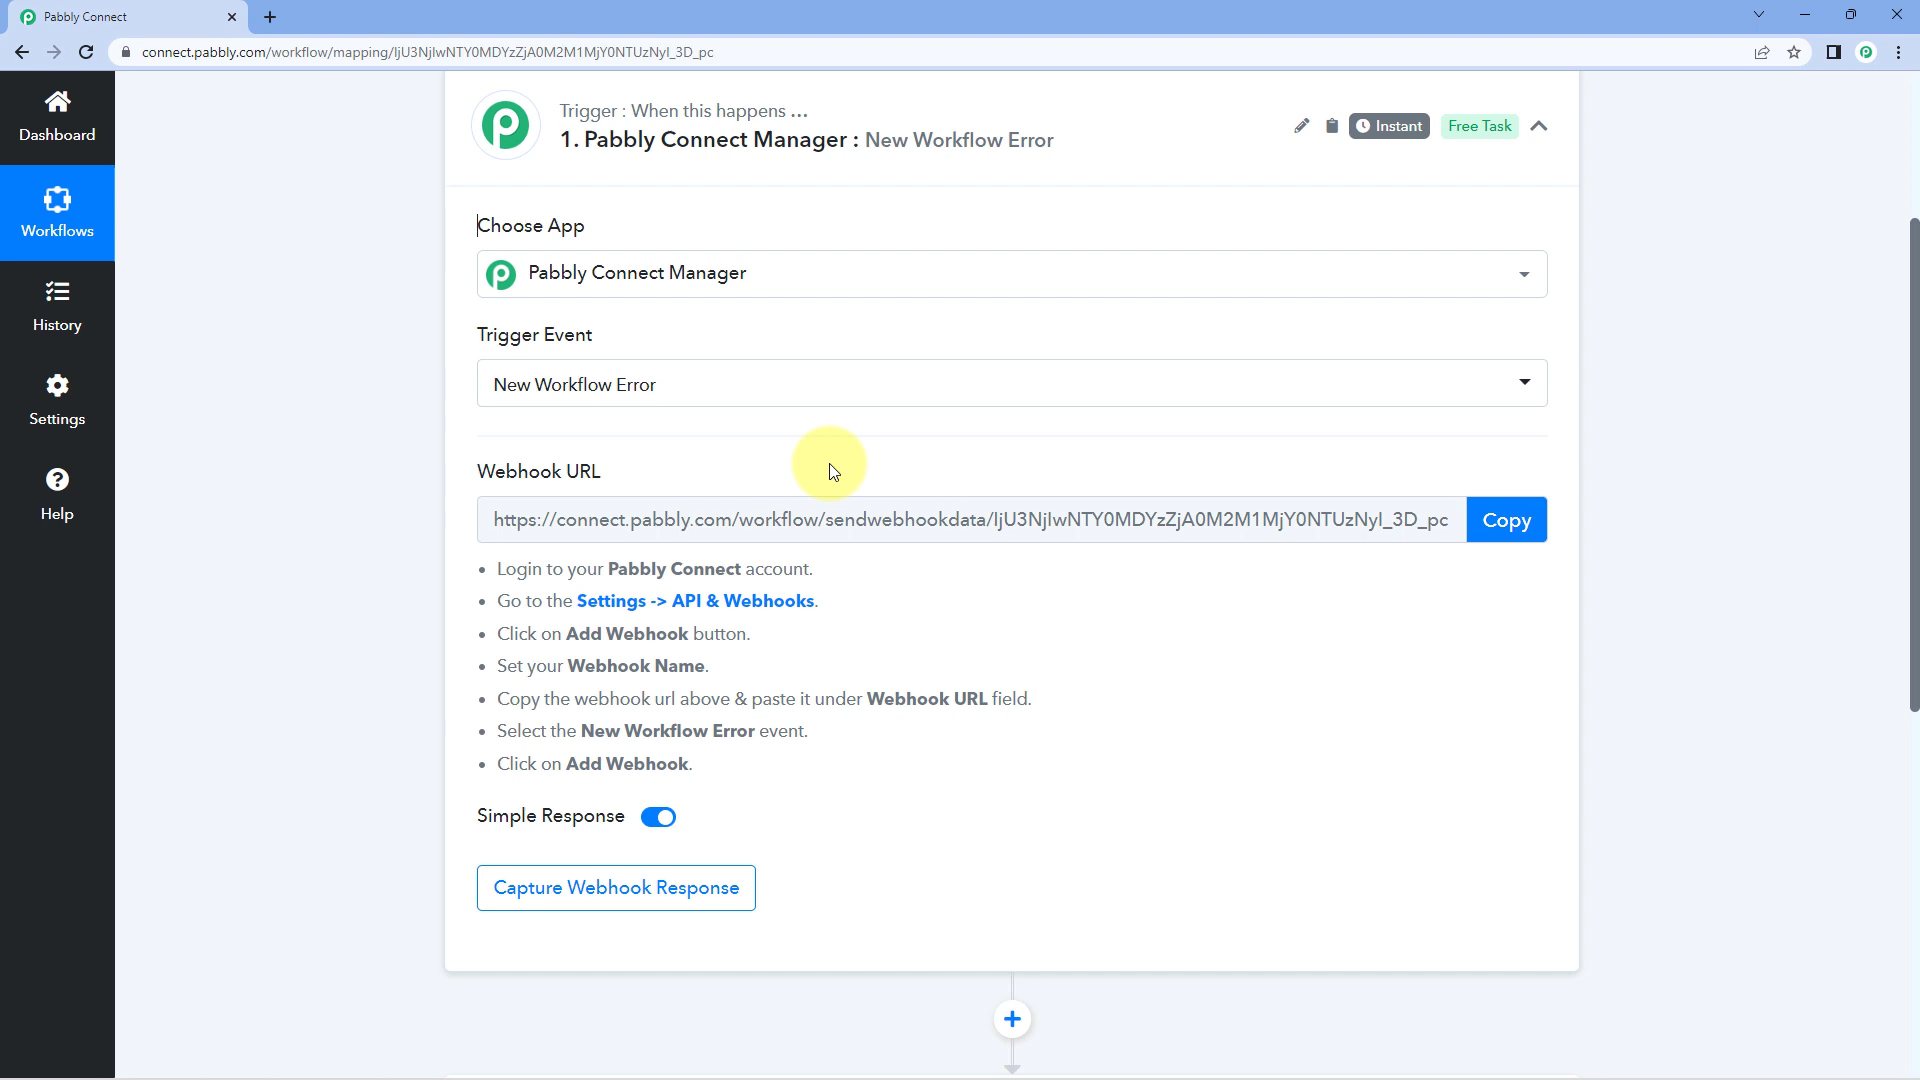 Pabbly Connect
connect.pabbly.com/workflow/mapping/IjU3NjIwNTY0MDYzZjA0M2M1MjY0NTUzNyI_3D_pc
Dashboard
Workflows
History
Settings
Help
Trigger : When this happens ...
1. Pabbly Connect Manager : New Workflow Error
Instant
Free Task
Choose App
Pabbly Connect Manager
Trigger Event
New Workflow Error
Webhook URL
https://connect.pabbly.com/workflow/sendwebhookdata/IjU3NjIwNTY0MDYzZjA0M2M1MjY0NTUzNyI_3D_pc
Copy
• Login to your Pabbly Connect account.
• Go to the Settings -> API & Webhooks.
• Click on Add Webhook button.
• Set your Webhook Name.
• Copy the webhook url above & paste it under Webhook URL field.
• Select the New Workflow Error event.
• Click on Add Webhook.
Simple Response
Capture Webhook Response